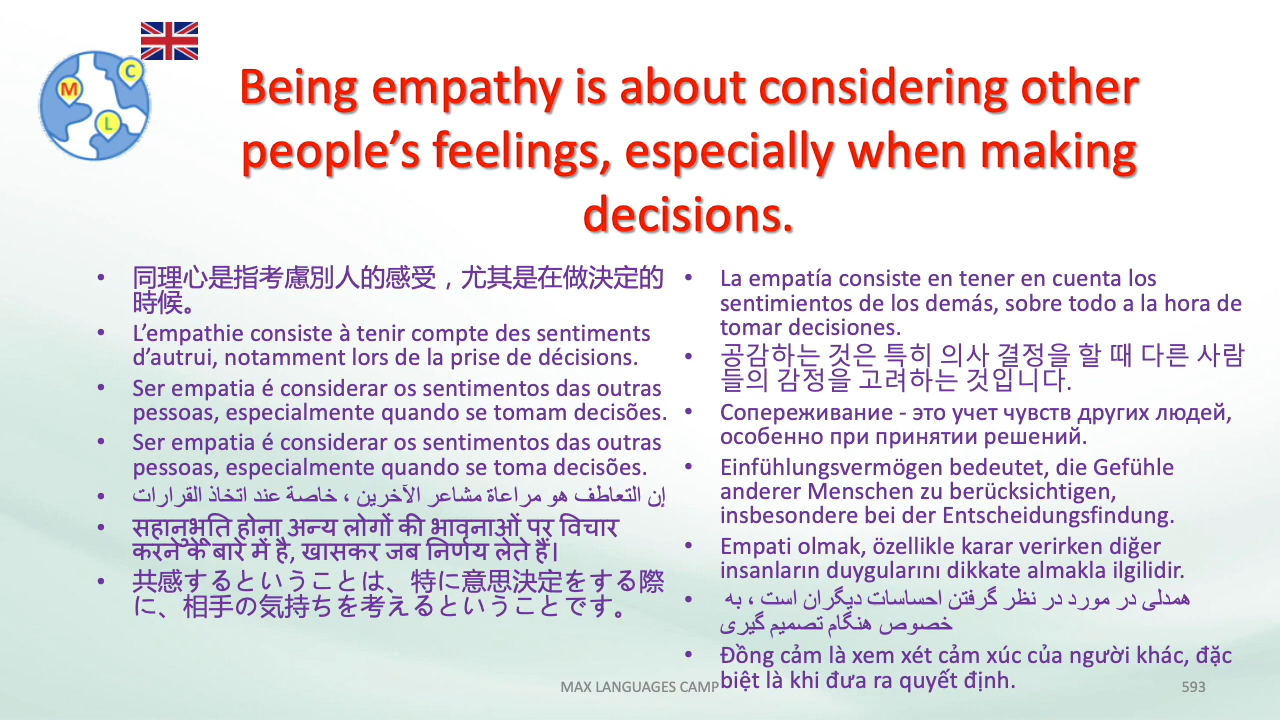 M
C
L
Being empathy is about considering other
people’s feelings, especially when making
decisions.
• 同理心是指考慮別人的感受，尤其是在做決定的
時候。
• L’empathie consiste à tenir compte des sentiments
d’autrui, notamment lors de la prise de décisions.
• Ser empatia é considerar os sentimentos das outras
pessoas, especialmente quando se tomam decisões.
• Ser empatia é considerar os sentimentos das outras
pessoas, especialmente quando se toma decisões.
• إن التعاطف هو مراعاة مشاعر الآخرين ، خاصة عند اتخاذ القرارات
• सहानुभूति होना अन्य लोगों की भावनाओं पर विचार
करने के बारे में है, खासकर जब निर्णय लेते हैं।
• 共感するということは、特に意思決定をする際
に、相手の気持ちを考えるということです。
• La empatía consiste en tener en cuenta los
sentimientos de los demás, sobre todo a la hora de
tomar decisiones.
• 공감하는 것은 특히 의사 결정을 할 때 다른 사람
들의 감정을 고려하는 것입니다.
• Сопереживание - это учет чувств других людей,
особенно при принятии решений.
• Einfühlungsvermögen bedeutet, die Gefühle
anderer Menschen zu berücksichtigen,
insbesondere bei der Entscheidungsfindung.
• Empati olmak, özellikle karar verirken diğer
insanların duygularını dikkate almakla ilgilidir.
• همدلی در مورد در نظر گرفتن احساسات دیگران است ، به
خصوص هنگام تصمیم گیری
• Đồng cảm là xem xét cảm xúc của người khác, đặc
biệt là khi đưa ra quyết định.
MAX LANGUAGES CAMP
593